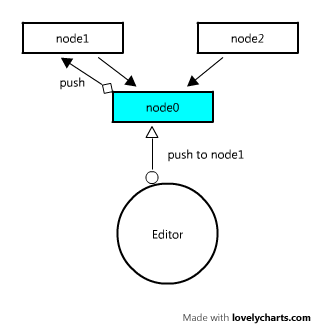 node1
node2
push
node0
push to node1
Editor
Made with lovelycharts.com